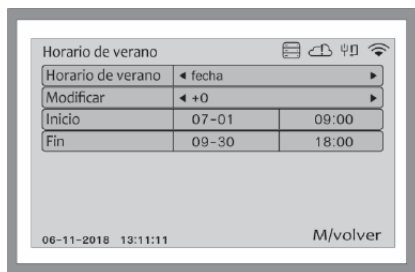 Horario de verano
Horario de verano ◀ fecha ▶
Modificar ◀ +0 ▶
Inicio 07-01 09:00
Fin 09-30 18:00
06-11-2018 13:11:11 M/volver